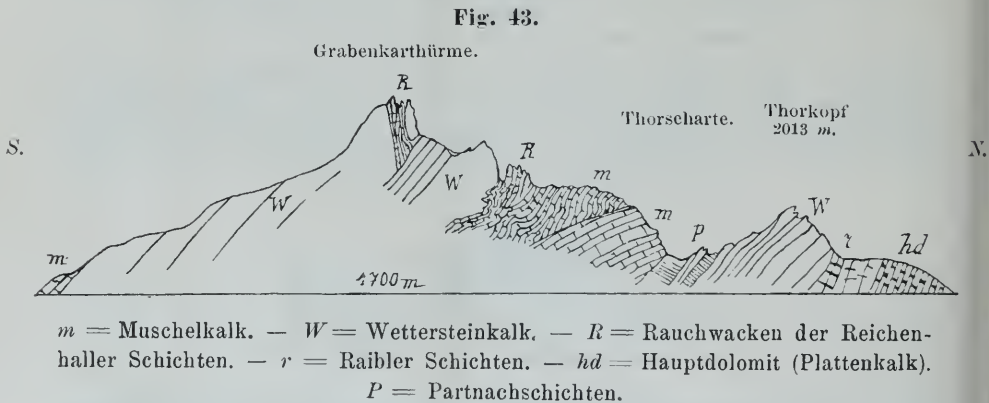 Fig. 43.
Grabenkarthürme.
R
Thorscharte.
Thorkopf
2013 m.
S.
N.
R
W
W
m
m
W
P
r
hd
m
1700 m
m = Muschelkalk. — W = Wettersteinkalk. — R = Rauchwacken der Reichen-
haller Schichten. — r = Raibler Schichten. — hd = Hauptdolomit (Plattenkalk).
P = Partnachschichten.